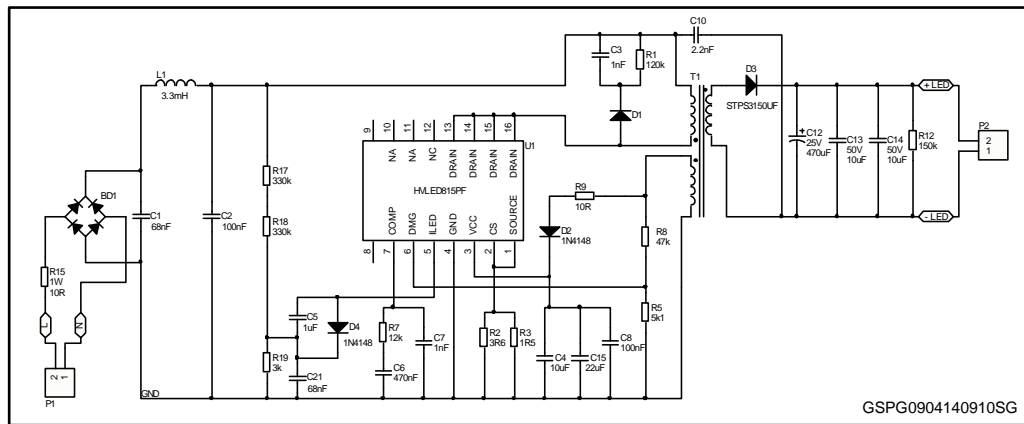 C10
2.2nF
C3
1nF
R1
120k
L1
3.3mH
T1
D3
STPS3150UF
+ LED
9
10
11
12
13
14
15
16
D1
NA
NA
NC
DRAIN
DRAIN
DRAIN
DRAIN
U1
C12
25V
470uF
C13
50V
10uF
C14
50V
10uF
R12
150k
P2
2
1
HVLED815PF
R17
330k
R9
10R
BD1
C1
68nF
C2
100nF
R18
330k
COMP
DMG
ILED
GND
VCC
CS
SOURCE
D2
1N4148
R8
47k
- LED
8
7
6
5
4
3
2
1
R15
1W
10R
L
N
C5
1uF
D4
1N4148
R7
12k
C7
1nF
R2
3R6
R3
1R5
R5
5k1
C8
100nF
R19
3k
C4
10uF
C15
22uF
C6
470nF
C21
68nF
2
1
P1
GND
GSPG0904140910SG